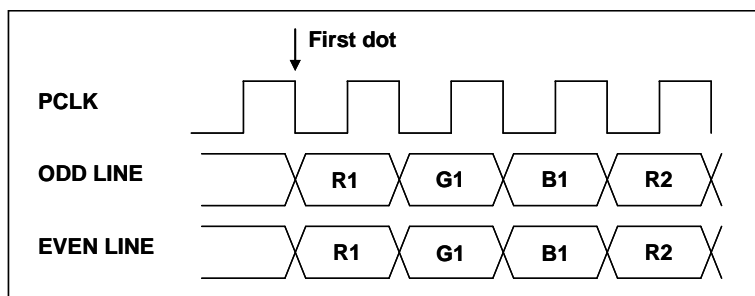 First dot
PCLK
ODD LINE R1 G1 B1 R2
EVEN LINE R1 G1 B1 R2